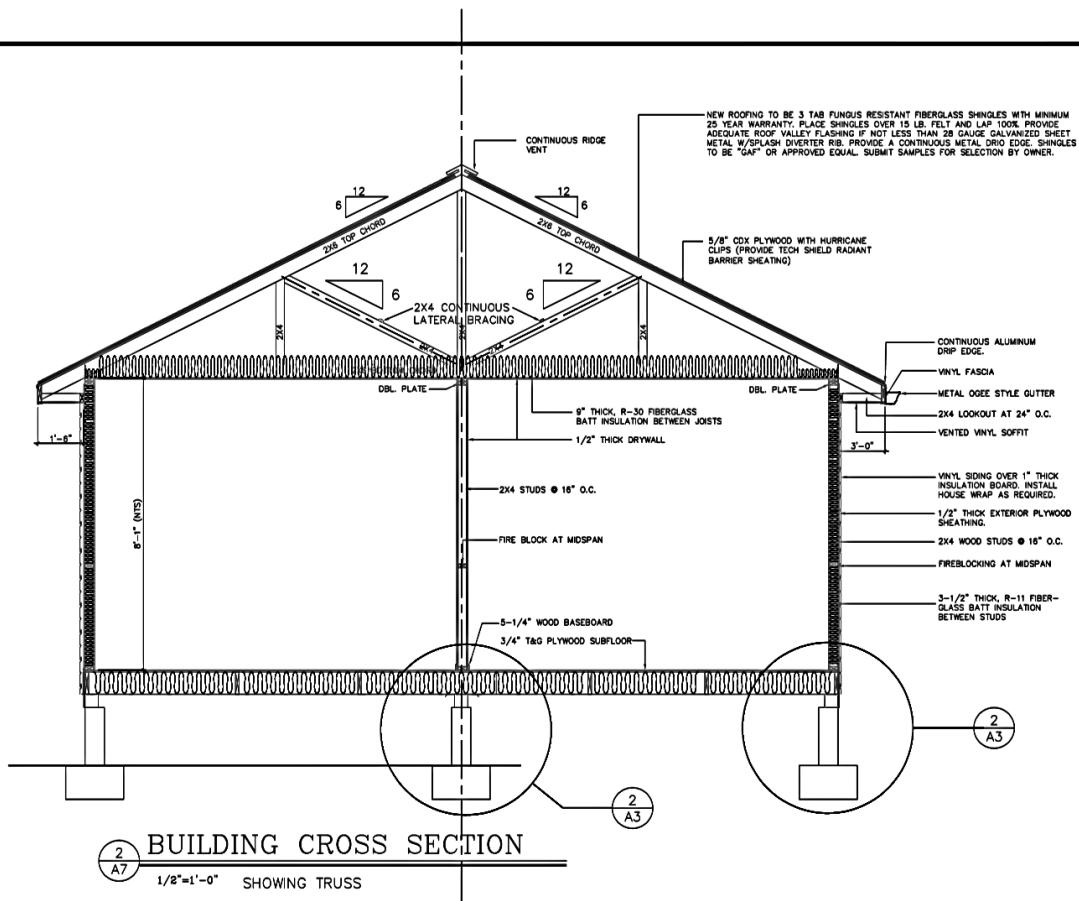 NEW ROOFING TO BE 3 TAB FUNGUS RESISTANT FIBERGLASS SHINGLES WITH MINIMUM
25 YEAR WARRANTY. PLACE SHINGLES OVER 15 LB. FELT AND LAP 100%. PROVIDE
ADEQUATE ROOF VALLEY FLASHING IF NOT LESS THAN 28 GAUGE GALVANIZED SHEET
METAL W/SPLASH DIVERTER RIB. PROVIDE A CONTINUOUS METAL DRIO EDGE. SHINGLES
TO BE "GAF" OR APPROVED EQUAL. SUBMIT SAMPLES FOR SELECTION BY OWNER.
CONTINUOUS RIDGE
VENT
12
6
12
6
2X6 TOP CHORD
2X6 TOP CHORD
5/8" CDX PLYWOOD WITH HURRICANE
CLIPS (PROVIDE TECH SHIELD RADIANT
BARRIER SHEATING)
12
6
12
6
2X4 CONTINUOUS
LATERAL BRACING
2X4
2X4
2X4
2X4
2X4
CONTINUOUS ALUMINUM
DRIP EDGE.
VINYL FASCIA
METAL OGEE STYLE GUTTER
2X4 LOOKOUT AT 24" O.C.
VENTED VINYL SOFFIT
DBL. PLATE
DBL. PLATE
9" THICK, R-30 FIBERGLASS
BATT INSULATION BETWEEN JOISTS
1/2" THICK DRYWALL
1'-6"
3'-0"
2X4 STUDS @ 16" O.C.
8'-1" (NTS)
FIRE BLOCK AT MIDSPAN
VINYL SIDING OVER 1" THICK
INSULATION BOARD. INSTALL
HOUSE WRAP AS REQUIRED.
1/2" THICK EXTERIOR PLYWOOD
SHEATHING.
2X4 WOOD STUDS @ 16" O.C.
FIREBLOCKING AT MIDSPAN
3-1/2" THICK, R-11 FIBER-
GLASS BATT INSULATION
BETWEEN STUDS
5-1/4" WOOD BASEBOARD
3/4" T&G PLYWOOD SUBFLOOR
2
A3
2
A3
2
A7
BUILDING CROSS SECTION
1/2"=1'-0" SHOWING TRUSS